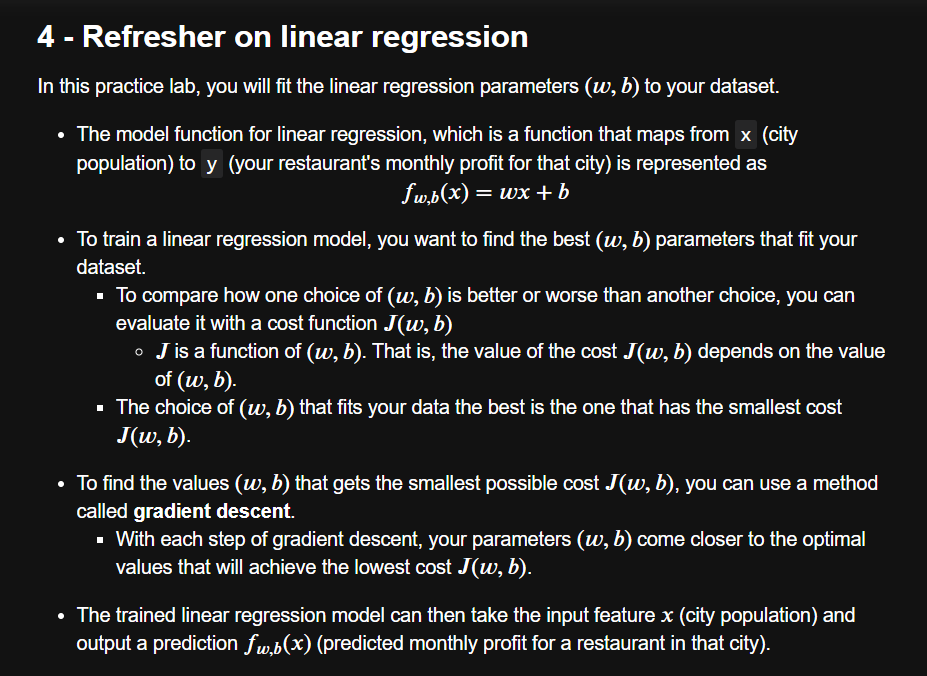 4 - Refresher on linear regression
In this practice lab, you will fit the linear regression parameters (w, b) to your dataset.
• The model function for linear regression, which is a function that maps from x (city
population) to y (your restaurant's monthly profit for that city) is represented as
f_{w,b}(x) = wx + b
• To train a linear regression model, you want to find the best (w, b) parameters that fit your
dataset.
▪ To compare how one choice of (w, b) is better or worse than another choice, you can
evaluate it with a cost function J(w, b)
◦ J is a function of (w, b). That is, the value of the cost J(w, b) depends on the value
of (w, b).
▪ The choice of (w, b) that fits your data the best is the one that has the smallest cost
J(w, b).
• To find the values (w, b) that gets the smallest possible cost J(w, b), you can use a method
called gradient descent.
▪ With each step of gradient descent, your parameters (w, b) come closer to the optimal
values that will achieve the lowest cost J(w, b).
• The trained linear regression model can then take the input feature x (city population) and
output a prediction f_{w,b}(x) (predicted monthly profit for a restaurant in that city).